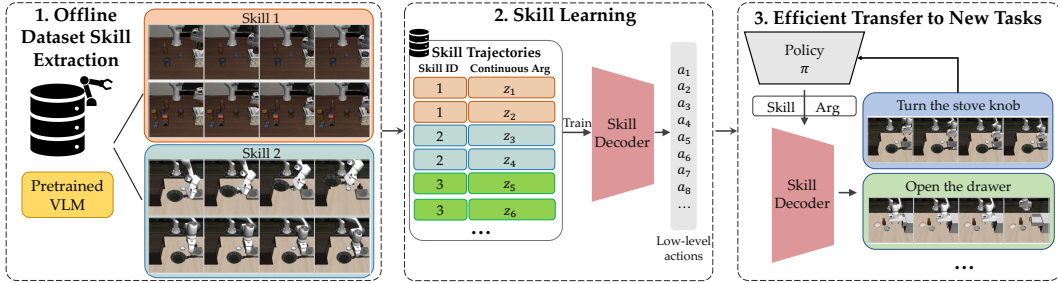 1. Offline
Dataset Skill
Extraction
Pretrained
VLM
Skill 1
Skill 2
2. Skill Learning
Skill Trajectories
Skill ID Continuous Arg
1 z₁
1 z₂
2 z₃
2 z₄
3 z₅
3 z₆
...
Train
Skill
Decoder
a₁
a₂
a₃
a₄
a₅
a₆
a₇
a₈
...
Low-level
actions
3. Efficient Transfer to New Tasks
Policy
π
Skill Arg
Skill
Decoder
Turn the stove knob
Open the drawer
...